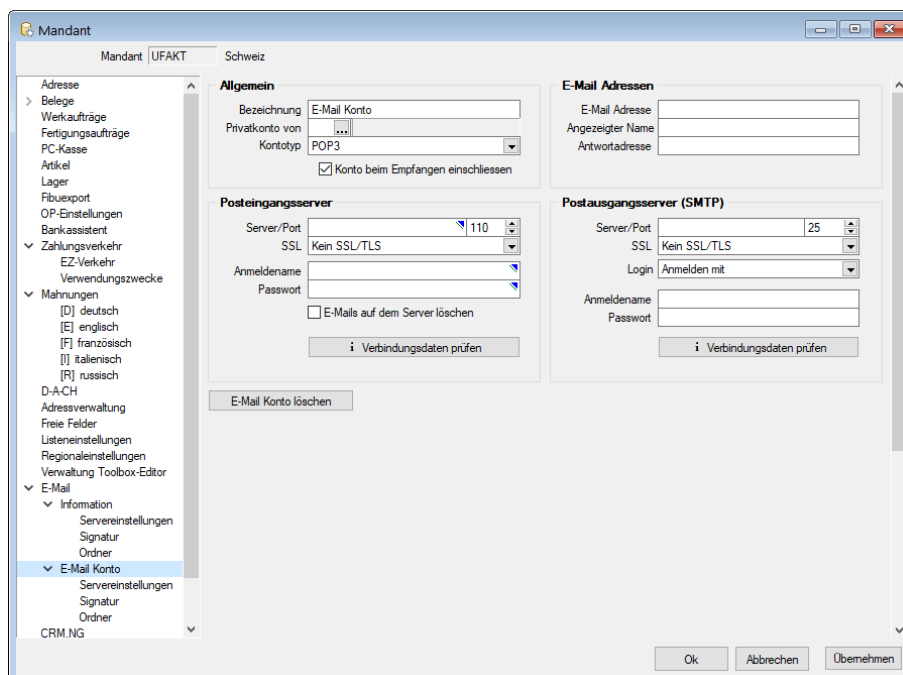 Mandant
Mandant UFAKT Schweiz
Adresse
Belege
Werkaufträge
Fertigungsaufträge
PC-Kasse
Artikel
Lager
Fibuexport
OP-Einstellungen
Bankassistent
Zahlungsverkehr
EZ-Verkehr
Verwendungszwecke
Mahnungen
[D] deutsch
[E] englisch
[F] französisch
[I] italienisch
[R] russisch
D-A-CH
Adressverwaltung
Freie Felder
Listeneinstellungen
Regionaleinstellungen
Verwaltung Toolbox-Editor
E-Mail
Information
Servereinstellungen
Signatur
Ordner
E-Mail Konto
Servereinstellungen
Signatur
Ordner
CRM.NG
Allgemein
Bezeichnung E-Mail Konto
Privatkonto von ...
Kontotyp POP3
Konto beim Empfangen einschliessen
E-Mail Adressen
E-Mail Adresse
Angezeigter Name
Antwortadresse
Posteingangsserver
Server/Port 110
SSL Kein SSL/TLS
Anmeldename
Passwort
E-Mails auf dem Server löschen
i Verbindungsdaten prüfen
Postausgangsserver (SMTP)
Server/Port 25
SSL Kein SSL/TLS
Login Anmelden mit
Anmeldename
Passwort
i Verbindungsdaten prüfen
E-Mail Konto löschen
Ok Abbrechen Übernehmen